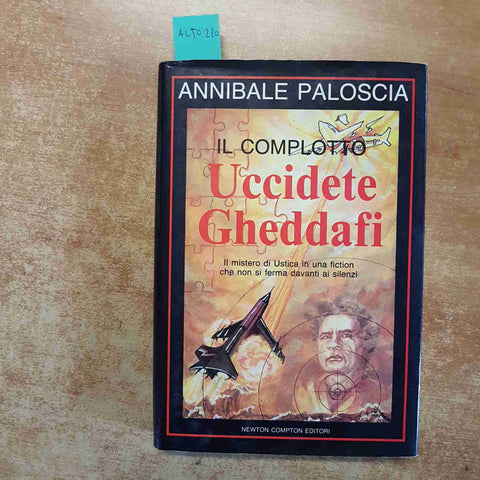 ALTO 220
ANNIBALE PALOSCIA
IL COMPLOTTO
Uccidete
Gheddafi
Il mistero di Ustica in una fiction
che non si ferma davanti ai silenzi
NEWTON COMPTON EDITORI